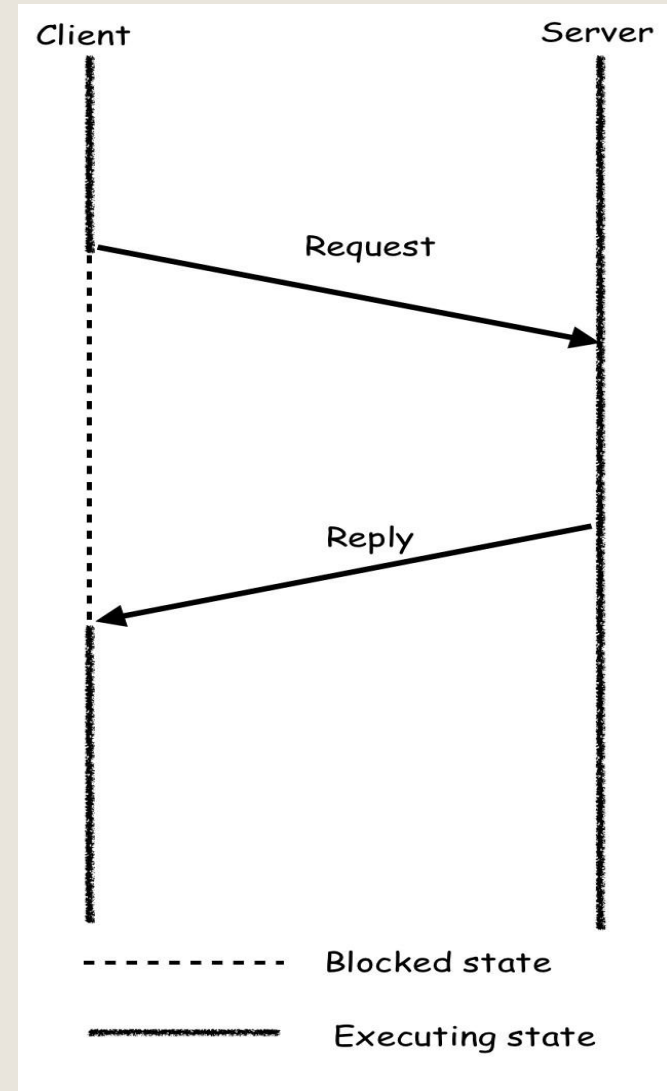 Client
Server
Request
Reply
Blocked state
Executing state